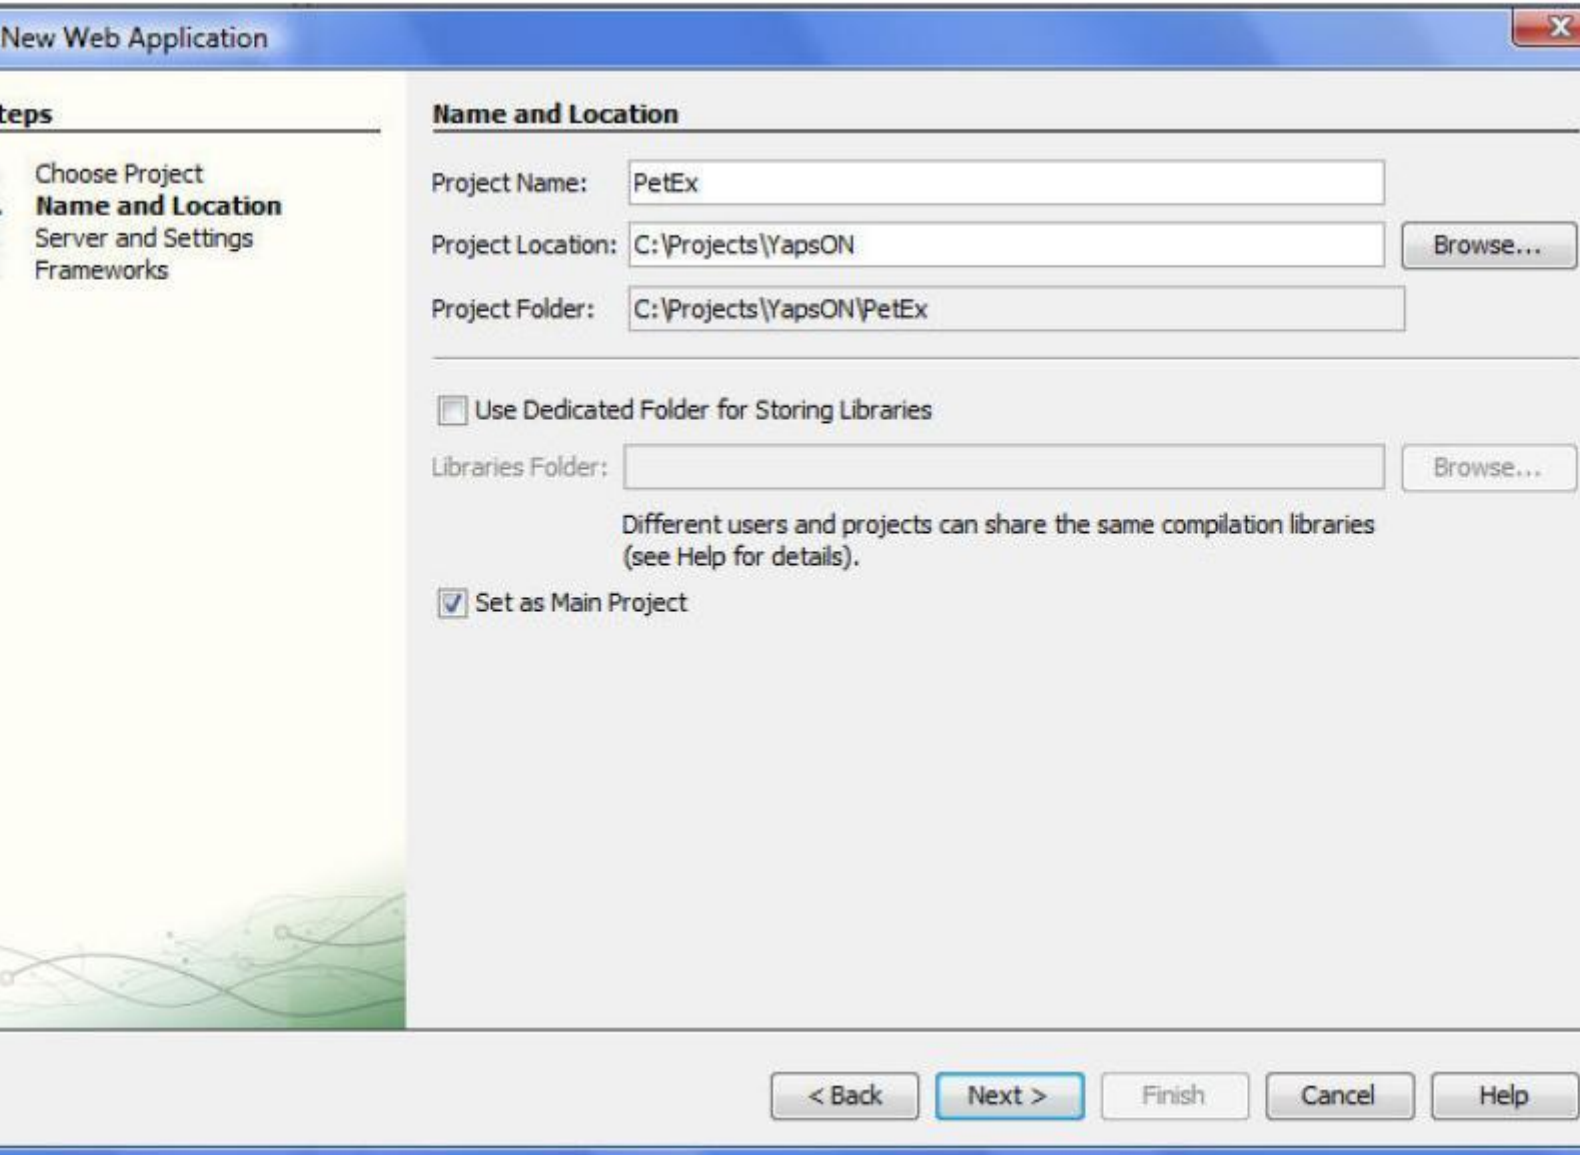 New Web Application
teps
Choose Project
Name and Location
Server and Settings
Frameworks
Name and Location
Project Name: PetEx
Project Location: C:\Projects\YapsON Browse...
Project Folder: C:\Projects\YapsON\PetEx
Use Dedicated Folder for Storing Libraries
Libraries Folder: Browse...
Different users and projects can share the same compilation libraries
(see Help for details).
Set as Main Project
< Back Next > Finish Cancel Help